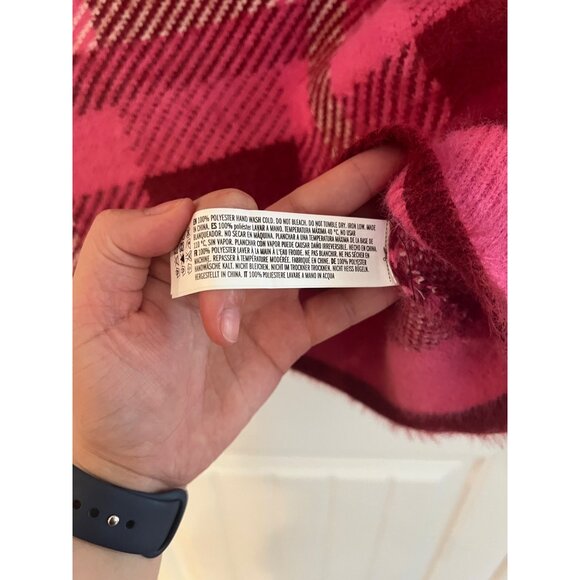 EN 100% POLYESTER HAND WASH COLD. DO NOT BLEACH. DO NOT TUMBLE DRY. IRON LOW. MADE
IN CHINA. ES 100% poliéster LAVAR A MANO. TEMPERATURA MÁXIMA 40 ºC. NO USAR
BLANQUEADOR. NO SECAR EN MÁQUINA. PLANCHAR A UNA TEMPERATURA MÁXIMA DE LA BASE DE
110 ºC, SIN VAPOR. PLANCHAR CON VAPOR PUEDE CAUSAR DAÑO IRREVERSIBLE. HECHO EN CHINA.
FR 100% POLYESTER LAVER À LA MAIN À L'EAU FROIDE. NE PAS BLANCHIR. NE PAS SÉCHER EN
MACHINE. REPASSER À TEMPÉRATURE MODÉRÉE. FABRIQUÉ EN CHINE. DE 100% POLYESTER
HANDWÄSCHE KALT. NICHT BLEICHEN. NICHT IM TROCKNER TROCKNEN. NICHT HEISS BÜGELN.
HERGESTELLT IN CHINA. IT 100% POLIESTERE LAVARE A MANO IN ACQUA